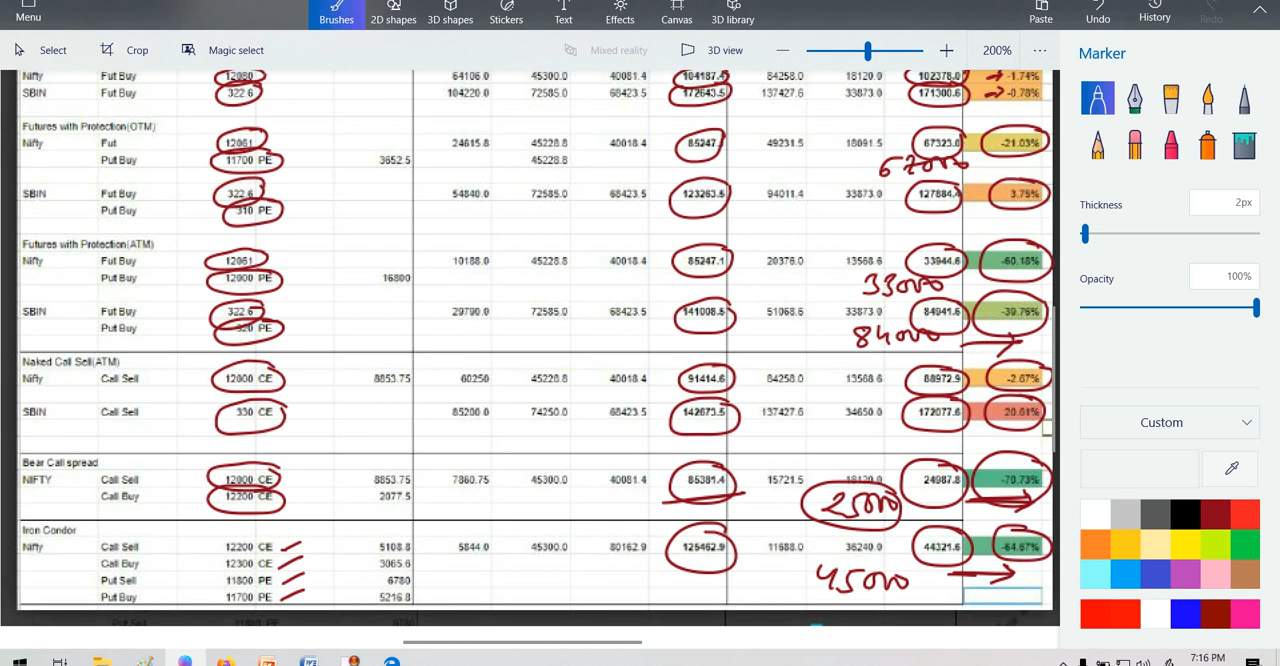 Menu
Brushes 2D shapes 3D shapes Stickers Text Effects Canvas 3D library Paste Undo History Redo
Select Crop Magic select Mixed reality 3D view 200%
Marker
Nifty Fut Buy 12080 64106.0 45300.0 40081.4 104187.4 84258.0 18120.0 102378.0 -1.74%
SBIN Fut Buy 322.6 104220.0 72585.0 68423.5 172643.5 137427.6 33873.0 171300.6 -0.78%
Futures with Protection(OTM)
Nifty Fut 12061 24615.8 45228.8 40018.4 85247. 49231.5 18091.5 67323.0 -21.03%
Put Buy 11700 PE 3652.5 45228.8
67000
SBIN Fut Buy 322.6 54840.0 72585.0 68423.5 123263.5 94011.4 33873.0 127884.4 3.75%
Put Buy 310 PE
Futures with Protection(ATM)
Nifty Fut Buy 12061 10188.0 45228.8 40018.4 85247.1 20376.0 13568.6 33944.6 -60.18%
Put Buy 12000 PE 16800
33000
SBIN Fut Buy 322.6 29790.0 72585.0 68423.5 141008.5 51068.6 33873.0 84941.6 -39.76%
Put Buy 320 PE
84000
Naked Call Sell(ATM)
Nifty Call Sell 12000 CE 8853.75 60250 45228.8 40018.4 91414.6 84258.0 13568.6 88972.9 -2.67%
SBIN Call Sell 330 CE 85200.0 74250.0 68423.5 142673.5 137427.6 34650.0 172077.6 20.61%
Bear Call spread
NIFTY Call Sell 12000 CE 8853.75 7860.75 45300.0 40081.4 85381.4 15721.5 18120.0 24987.8 -70.73%
Call Buy 12200 CE 2077.5
25000
Iron Condor
Nifty Call Sell 12200 CE 5108.8 5844.0 45300.0 80162.9 125462.9 11688.0 36240.0 44321.6 -64.67%
Call Buy 12300 CE 3065.6
Put Sell 11800 PE 6780
45000
Put Buy 11700 PE 5216.8
Thickness 2px
Opacity 100%
Custom
7:16 PM